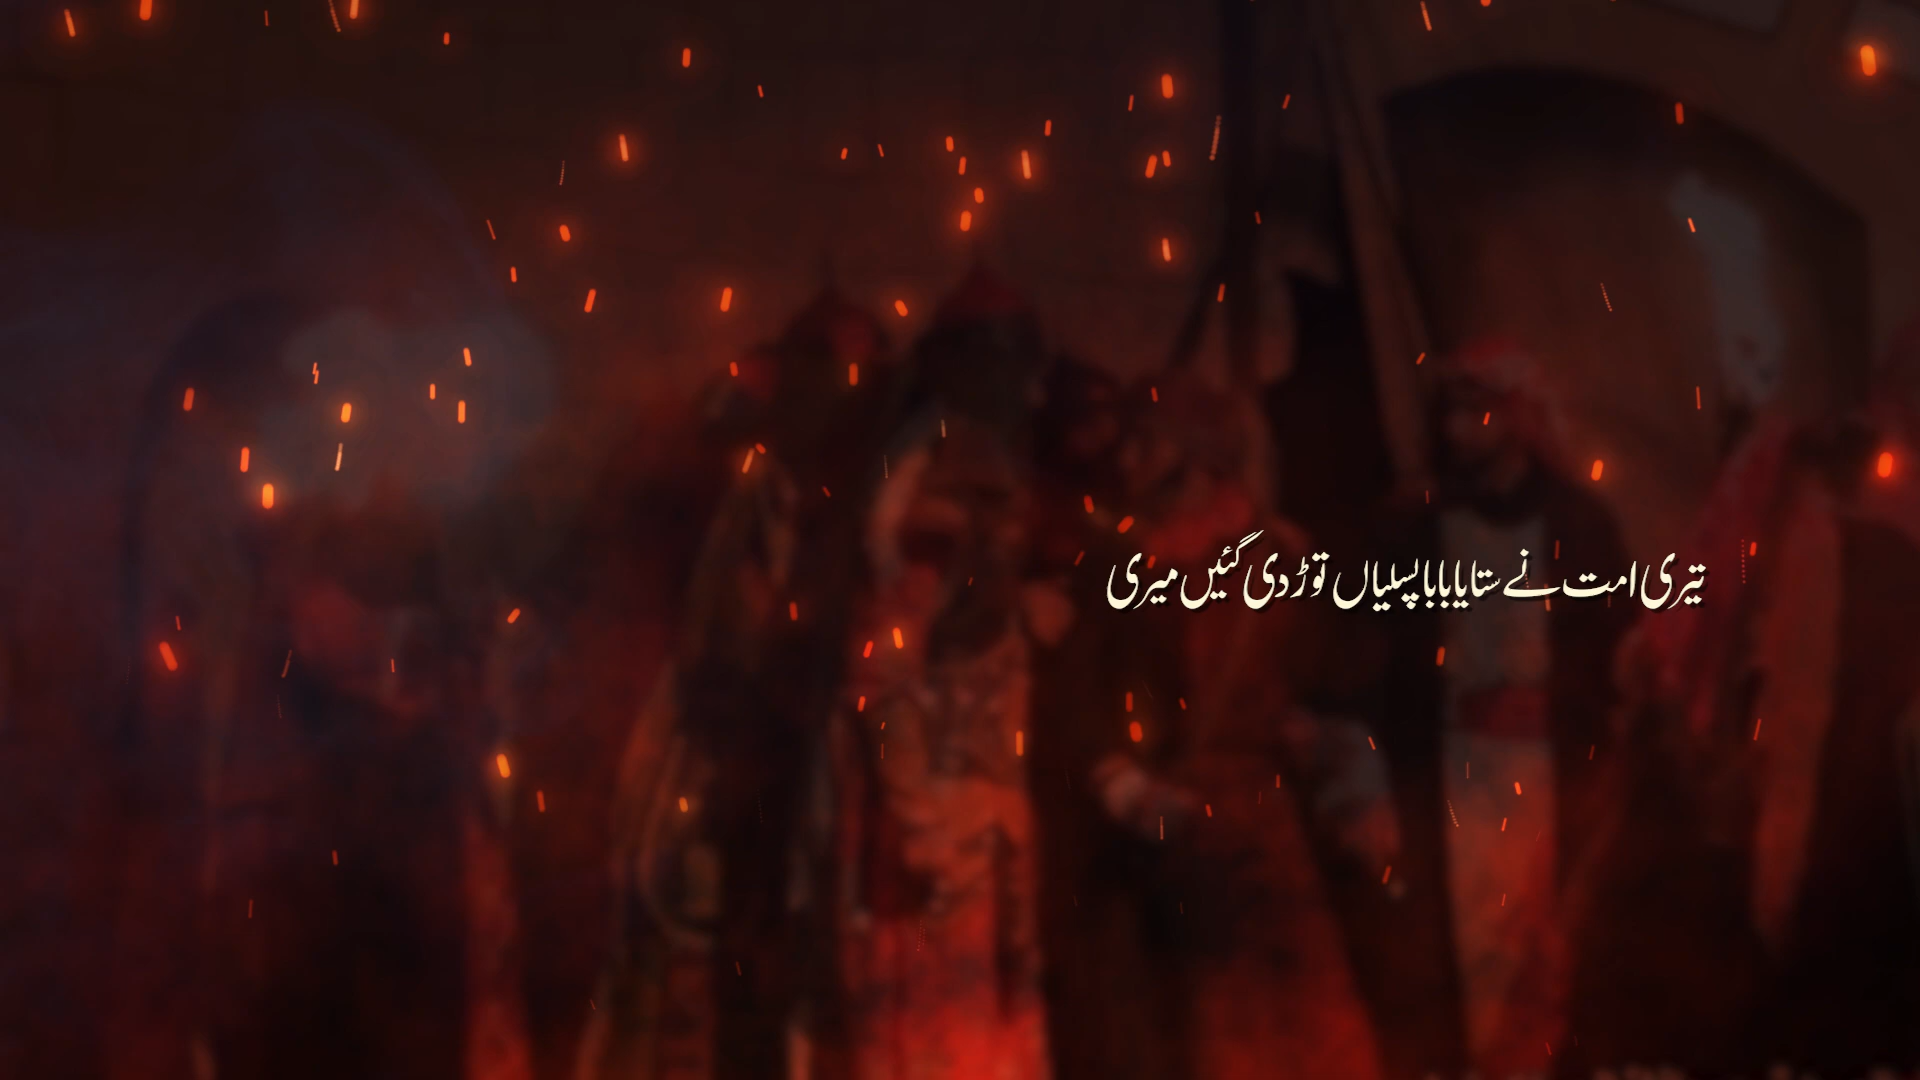 تیری امت نے ستایا بابا پسلیاں توڑ دی گئیں میری